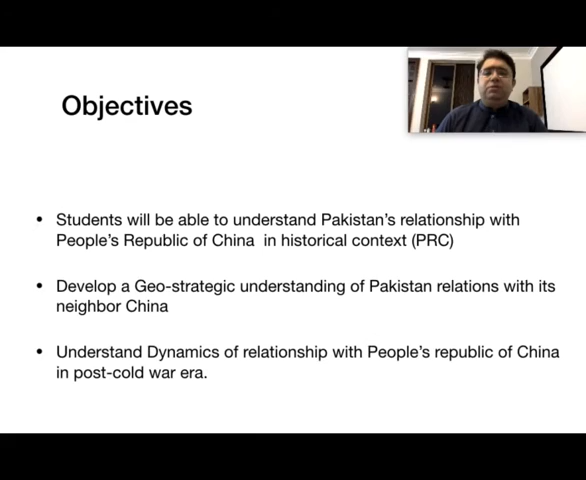 Objectives
• Students will be able to understand Pakistan's relationship with
People's Republic of China  in historical context (PRC)
• Develop a Geo-strategic understanding of Pakistan relations with its
neighbor China
• Understand Dynamics of relationship with People's republic of China
in post-cold war era.